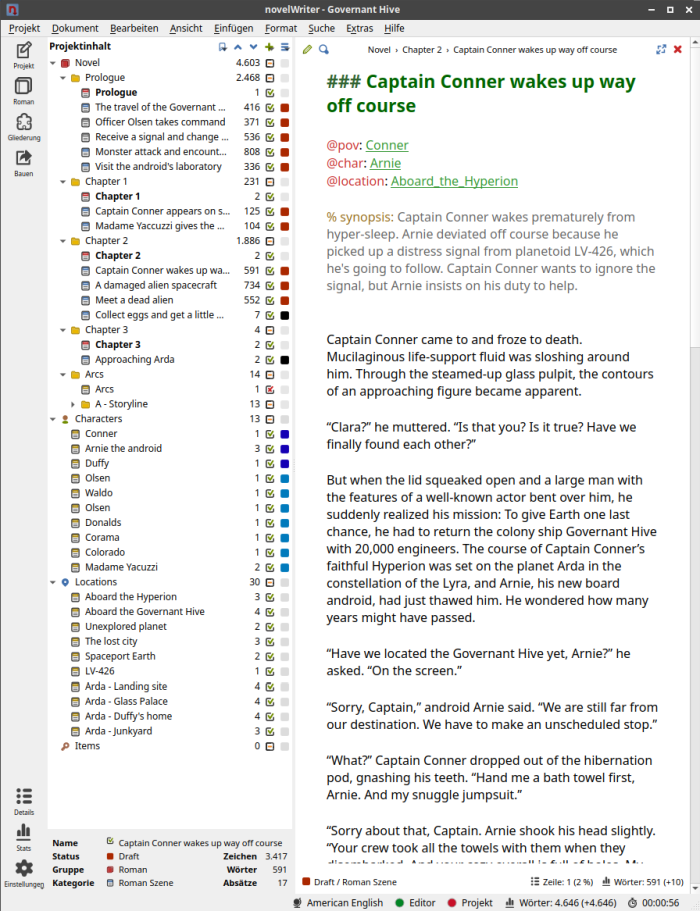 novelWriter - Governant Hive
Projekt Dokument Bearbeiten Ansicht Einfügen Format Suche Extras Hilfe
Projekt
Roman
Gliederung
Bauen
Projektinhalt
Novel 4.603
Prologue 2.468
Prologue 1
The travel of the Governant ... 416
Officer Olsen takes command 371
Receive a signal and change ... 536
Monster attack and encount... 808
Visit the android's laboratory 336
Chapter 1 231
Chapter 1 2
Captain Conner appears on s... 125
Madame Yaccuzzi gives the ... 104
Chapter 2 1.886
Chapter 2 2
Captain Conner wakes up wa... 591
A damaged alien spacecraft 734
Meet a dead alien 552
Collect eggs and get a little ... 7
Chapter 3 4
Chapter 3 2
Approaching Arda 2
Arcs 14
Arcs 1
A - Storyline 13
Characters 13
Conner 1
Arnie the android 3
Duffy 1
Olsen 1
Waldo 1
Olsen 1
Donalds 1
Corama 1
Colorado 1
Madame Yacuzzi 2
Locations 30
Aboard the Hyperion 3
Aboard the Governant Hive 4
Unexplored planet 2
The lost city 3
Spaceport Earth 2
LV-426 1
Arda - Landing site 4
Arda - Glass Palace 4
Arda - Duffy's home 4
Arda - Junkyard 3
Items 0
Details
Stats
Einstellungen
Name Captain Conner wakes up way off course
Status Draft Zeichen 3.417
Gruppe Roman Wörter 591
Kategorie Roman Szene Absätze 17
Novel › Chapter 2 › Captain Conner wakes up way off course
### Captain Conner wakes up way
off course
@pov: Conner
@char: Arnie
@location: Aboard_the_Hyperion
% synopsis: Captain Conner wakes prematurely from
hyper-sleep. Arnie deviated off course because he
picked up a distress signal from planetoid LV-426, which
he's going to follow. Captain Conner wants to ignore the
signal, but Arnie insists on his duty to help.
Captain Conner came to and froze to death.
Mucilaginous life-support fluid was sloshing around
him. Through the steamed-up glass pulpit, the contours
of an approaching figure became apparent.
“Clara?” he muttered. “Is that you? Is it true? Have we
finally found each other?”
But when the lid squeaked open and a large man with
the features of a well-known actor bent over him, he
suddenly realized his mission: To give Earth one last
chance, he had to return the colony ship Governant Hive
with 20,000 engineers. The course of Captain Conner’s
faithful Hyperion was set on the planet Arda in the
constellation of the Lyra, and Arnie, his new board
android, had just thawed him. He wondered how many
years might have passed.
“Have we located the Governant Hive yet, Arnie?” he
asked. “On the screen.”
“Sorry, Captain,” android Arnie said. “We are still far from
our destination. We have to make an unscheduled stop.”
“What?” Captain Conner dropped out of the hibernation
pod, gnashing his teeth. “Hand me a bath towel first,
Arnie. And my snuggle jumpsuit.”
“Sorry about that, Captain. Arnie shook his head slightly.
“Your crew took all the towels with them when they
disembarked. And your cozy overall is full of holes. My
Draft / Roman Szene Zeile: 1 (2 %) Wörter: 591 (+10)
American English Editor Projekt Wörter: 4.646 (+4.646) 00:00:56